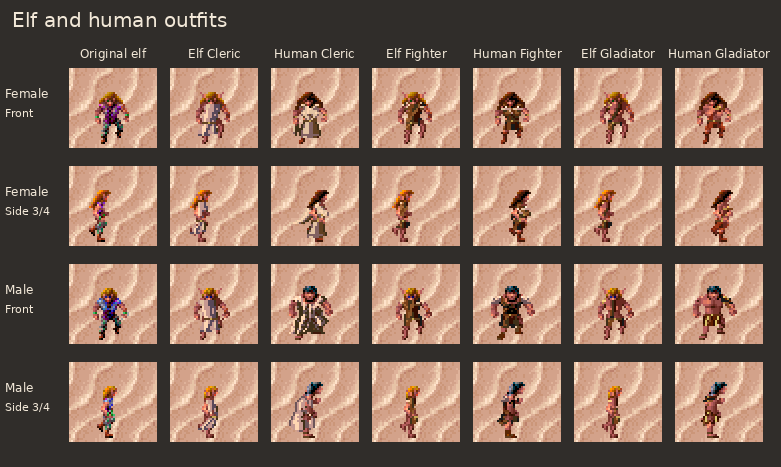 Elf and human outfits
Original elf Elf Cleric Human Cleric Elf Fighter Human Fighter Elf Gladiator Human Gladiator
Female
Front
Female
Side 3/4
Male
Front
Male
Side 3/4